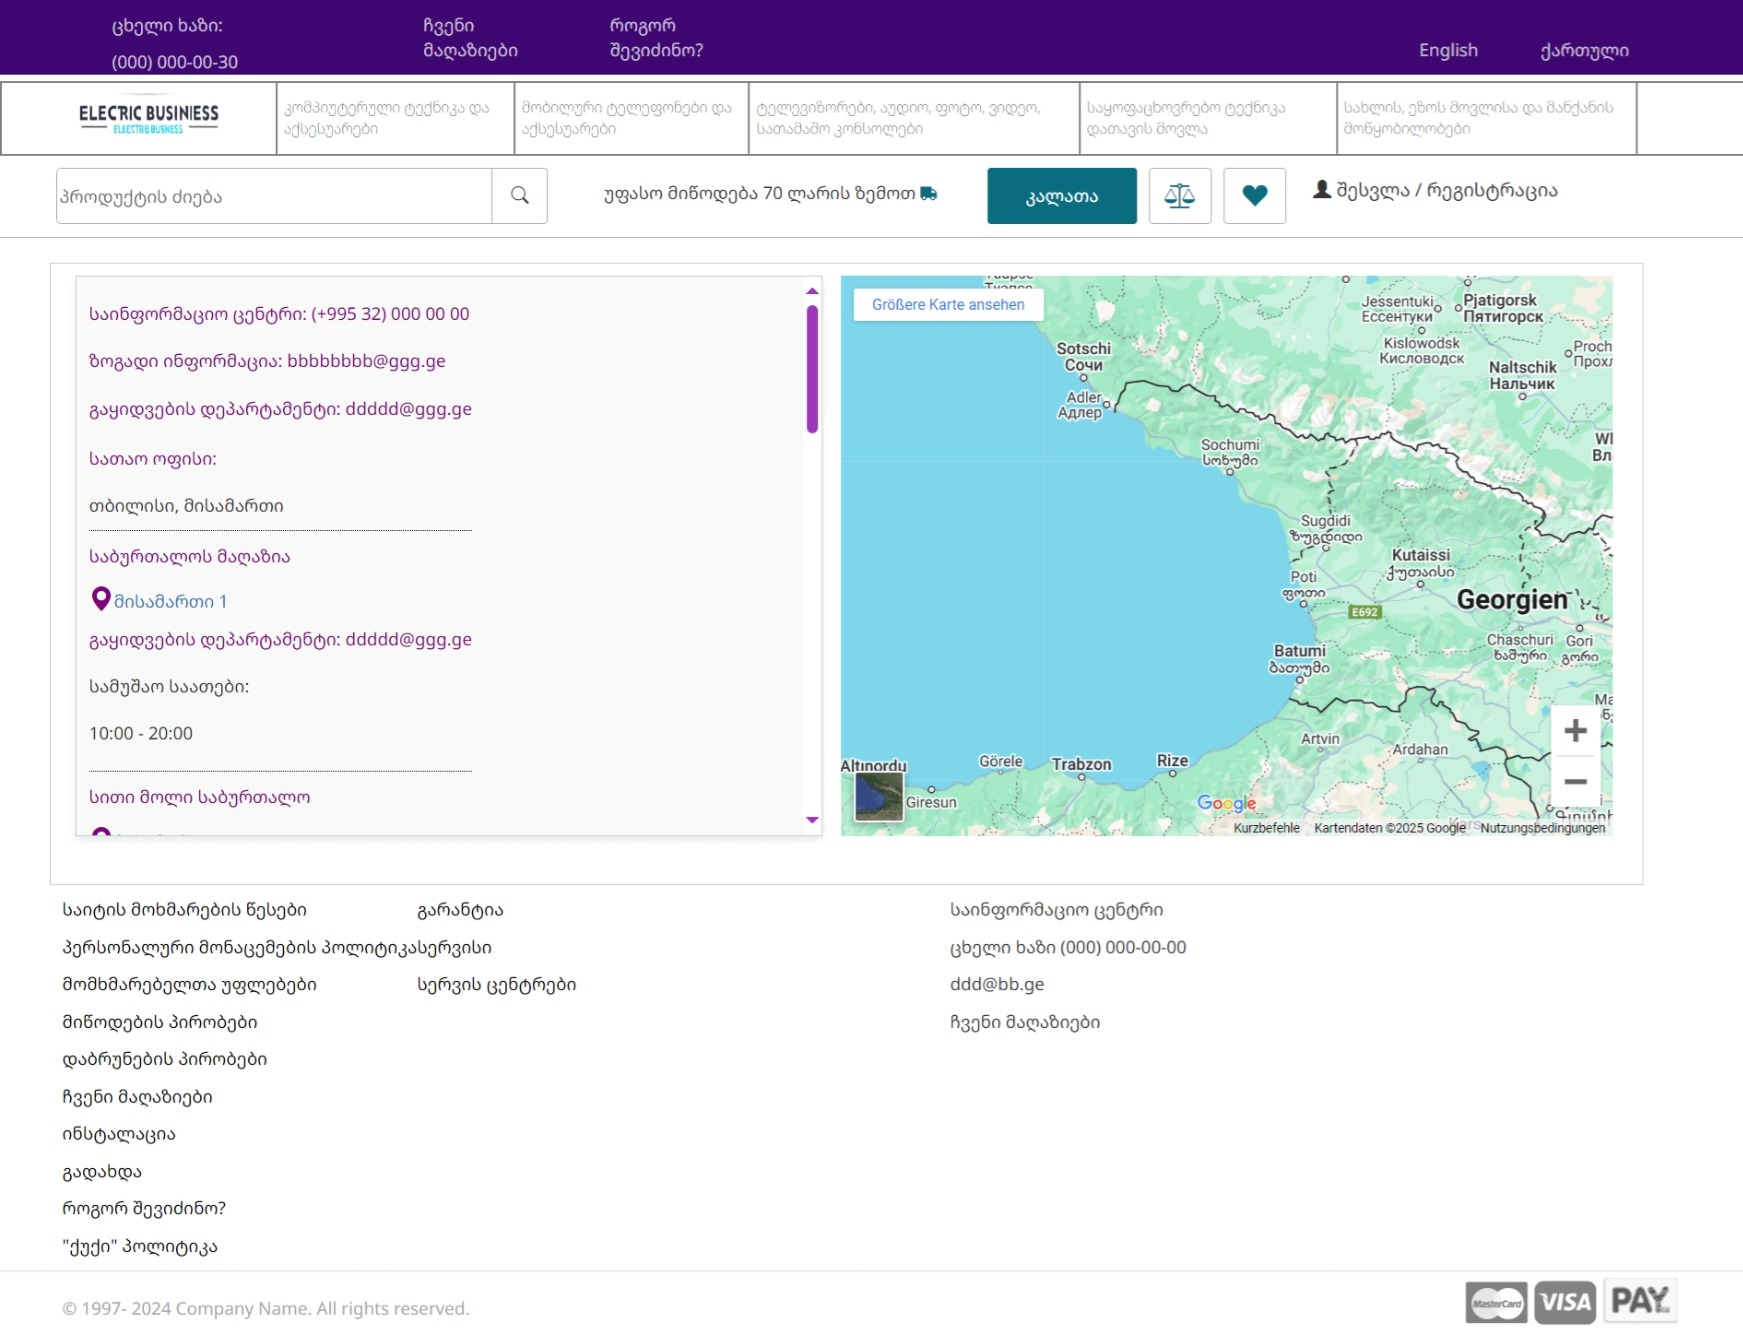 ცხელი ხაზი:
(000) 000-00-30
ჩვენი
მაღაზიები
როგორ
შევიძინო?
English
ქართული
ELECTRIC BUSINIESS
კომპიუტერული ტექნიკა და
აქსესუარები
მობილური ტელეფონები და
აქსესუარები
ტელევიზორები, აუდიო, ფოტო, ვიდეო,
სათამაშო კონსოლები
საყოფაცხოვრებო ტექნიკა
დათავის მოვლა
სახლის, ეზოს მოვლისა და მანქანის
მოწყობილობები
პროდუქტის ძიება
უფასო მიწოდება 70 ლარის ზემოთ
კალათა
შესვლა / რეგისტრაცია
საინფორმაციო ცენტრი: (+995 32) 000 00 00
ზოგადი ინფორმაცია: bbbbbbbb@ggg.ge
გაყიდვების დეპარტამენტი: ddddd@ggg.ge
სათაო ოფისი:
თბილისი, მისამართი
საბურთალოს მაღაზია
მისამართი 1
გაყიდვების დეპარტამენტი: ddddd@ggg.ge
სამუშაო საათები:
10:00 - 20:00
სითი მოლი საბურთალო
Größere Karte ansehen
Jessentuki
Ессентуки
Pjatigorsk
Пятигорск
Kislowodsk
Кисловодск
Naltschik
Нальчик
Sotschi
Сочи
Adler
Адлер
Sochumi
სოხუმი
Sugdidi
ზუგდიდი
Kutaissi
ქუთაისი
Poti
ფოთი
E692
Georgien
Chaschuri
ხაშური
Gori
გორი
Batumi
ბათუმი
Artvin
Ardahan
Altınordu
Görele
Trabzon
Rize
Giresun
Google
Kurzbefehle
Kartendaten ©2025 Google
Nutzungsbedingungen
საიტის მოხმარების წესები
პერსონალური მონაცემების პოლიტიკა
მომხმარებელთა უფლებები
მიწოდების პირობები
დაბრუნების პირობები
ჩვენი მაღაზიები
ინსტალაცია
გადახდა
როგორ შევიძინო?
"ქუქი" პოლიტიკა
გარანტია
სერვისი
სერვის ცენტრები
საინფორმაციო ცენტრი
ცხელი ხაზი (000) 000-00-00
ddd@bb.ge
ჩვენი მაღაზიები
© 1997- 2024 Company Name. All rights reserved.
MasterCard
VISA
PAY